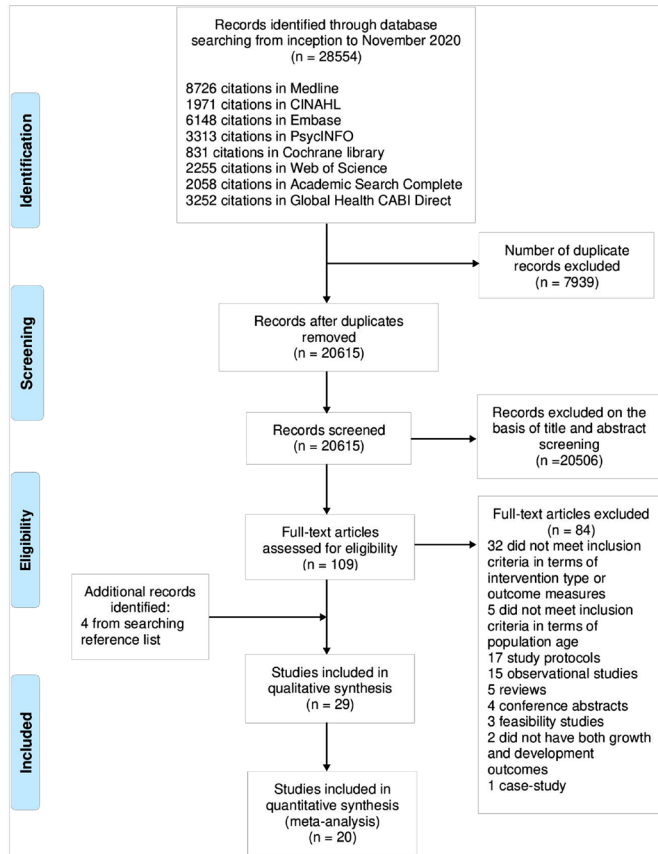 Records identified through database
searching from inception to November 2020
(n = 28554)
8726 citations in Medline
1971 citations in CINAHL
6148 citations in Embase
3313 citations in PsycINFO
831 citations in Cochrane library
2255 citations in Web of Science
2058 citations in Academic Search Complete
3252 citations in Global Health CABI Direct
Identification
Number of duplicate
records excluded
(n = 7939)
Screening
Records after duplicates
removed
(n = 20615)
Records screened
(n = 20615)
Records excluded on the
basis of title and abstract
screening
(n =20506)
Eligibility
Full-text articles
assessed for eligibility
(n = 109)
Full-text articles excluded
(n = 84)
32 did not meet inclusion
criteria in terms of
intervention type or
outcome measures
5 did not meet inclusion
criteria in terms of
population age
17 study protocols
15 observational studies
5 reviews
4 conference abstracts
3 feasibility studies
2 did not have both growth
and development
outcomes
1 case-study
Additional records
identified:
4 from searching
reference list
Included
Studies included in
qualitative synthesis
(n = 29)
Studies included in
quantitative synthesis
(meta-analysis)
(n = 20)